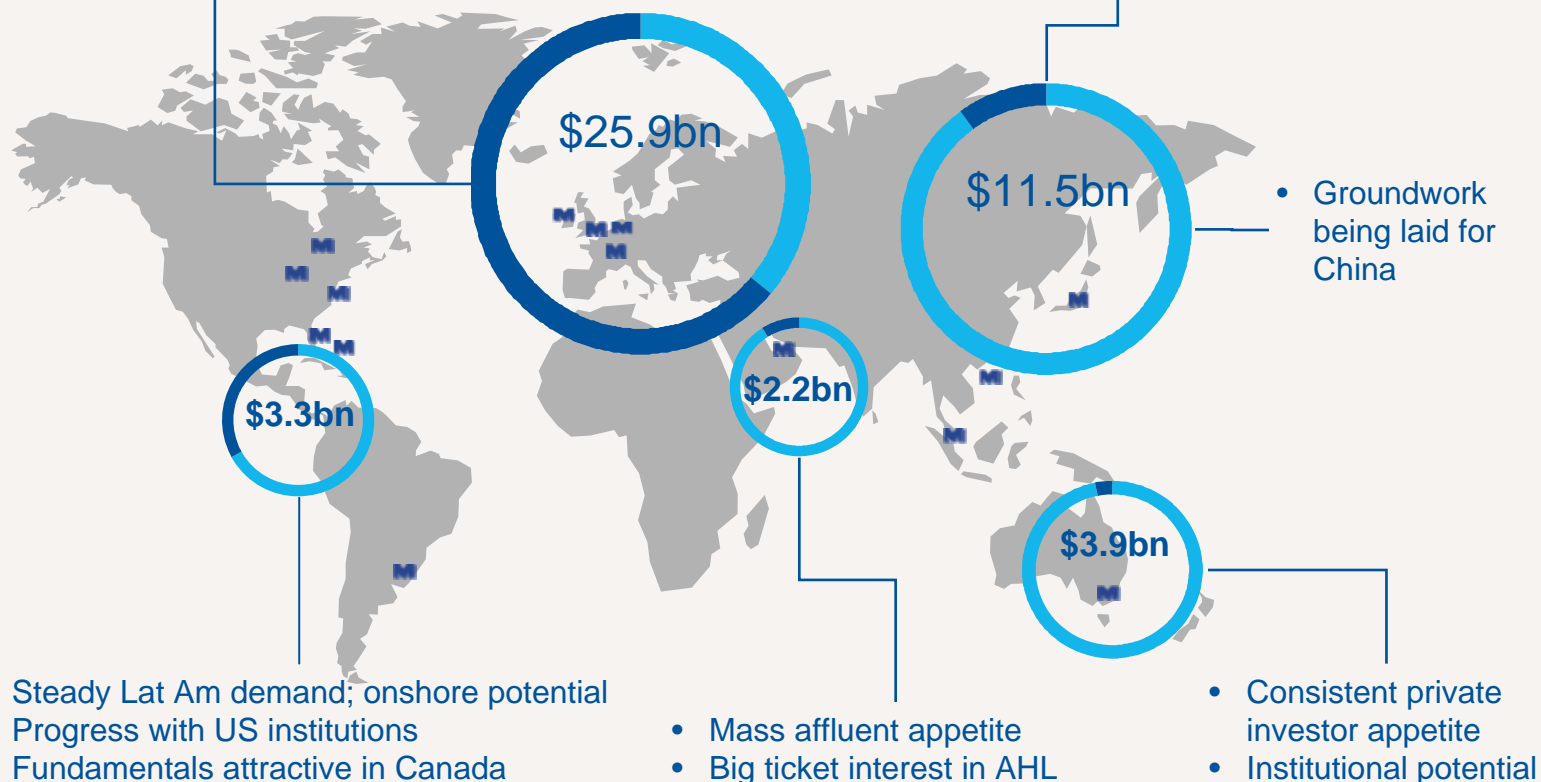 $25.9bn
$11.5bn
• Groundwork
being laid for
China
M
M
M
M
M
M
M
M
M
M
M
$3.3bn
$2.2bn
M
M
$3.9bn
M
M
Steady Lat Am demand; onshore potential
Progress with US institutions
Fundamentals attractive in Canada
• Mass affluent appetite
• Big ticket interest in AHL
• Consistent private
investor appetite
• Institutional potential